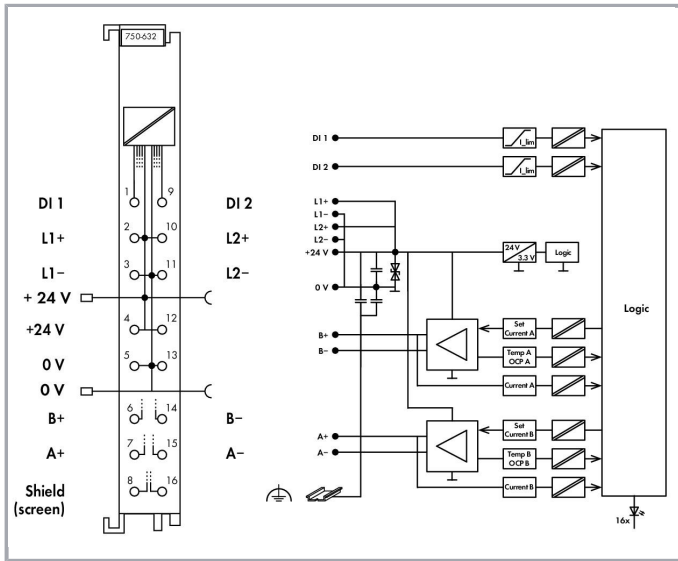 750-632
1
9
DI 1
DI 2
2
10
L1+
L2+
3
11
L1−
L2−
+ 24 V
4
12
+24 V
5
13
0 V
0 V
6
14
B+
B−
7
15
A+
A−
8
16
Shield
(screen)
DI 1
I_lim
DI 2
I_lim
L1+
L1−
L2+
L2−
+24 V
24 V
3.3 V
Logic
0 V
Logic
B+
B−
Set
Current A
Temp A
OCP A
Current A
A+
A−
Set
Current B
Temp B
OCP B
Current B
16x